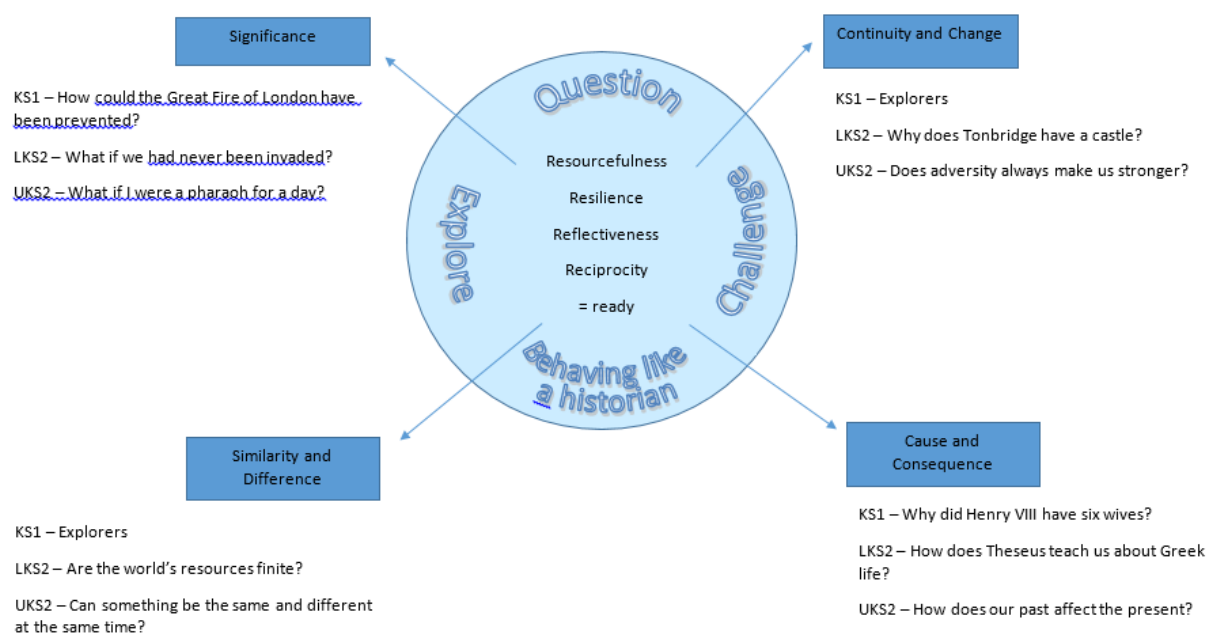 Significance
KS1 – How could the Great Fire of London have
been prevented?
LKS2 – What if we had never been invaded?
UKS2 – What if I were a pharaoh for a day?
Continuity and Change
KS1 – Explorers
LKS2 – Why does Tonbridge have a castle?
UKS2 – Does adversity always make us stronger?
Question
Explore
Challenge
Resourcefulness
Resilience
Reflectiveness
Reciprocity
= ready
Behaving like
a historian
Similarity and
Difference
KS1 – Explorers
LKS2 – Are the world’s resources finite?
UKS2 – Can something be the same and different
at the same time?
Cause and
Consequence
KS1 – Why did Henry VIII have six wives?
LKS2 – How does Theseus teach us about Greek
life?
UKS2 – How does our past affect the present?